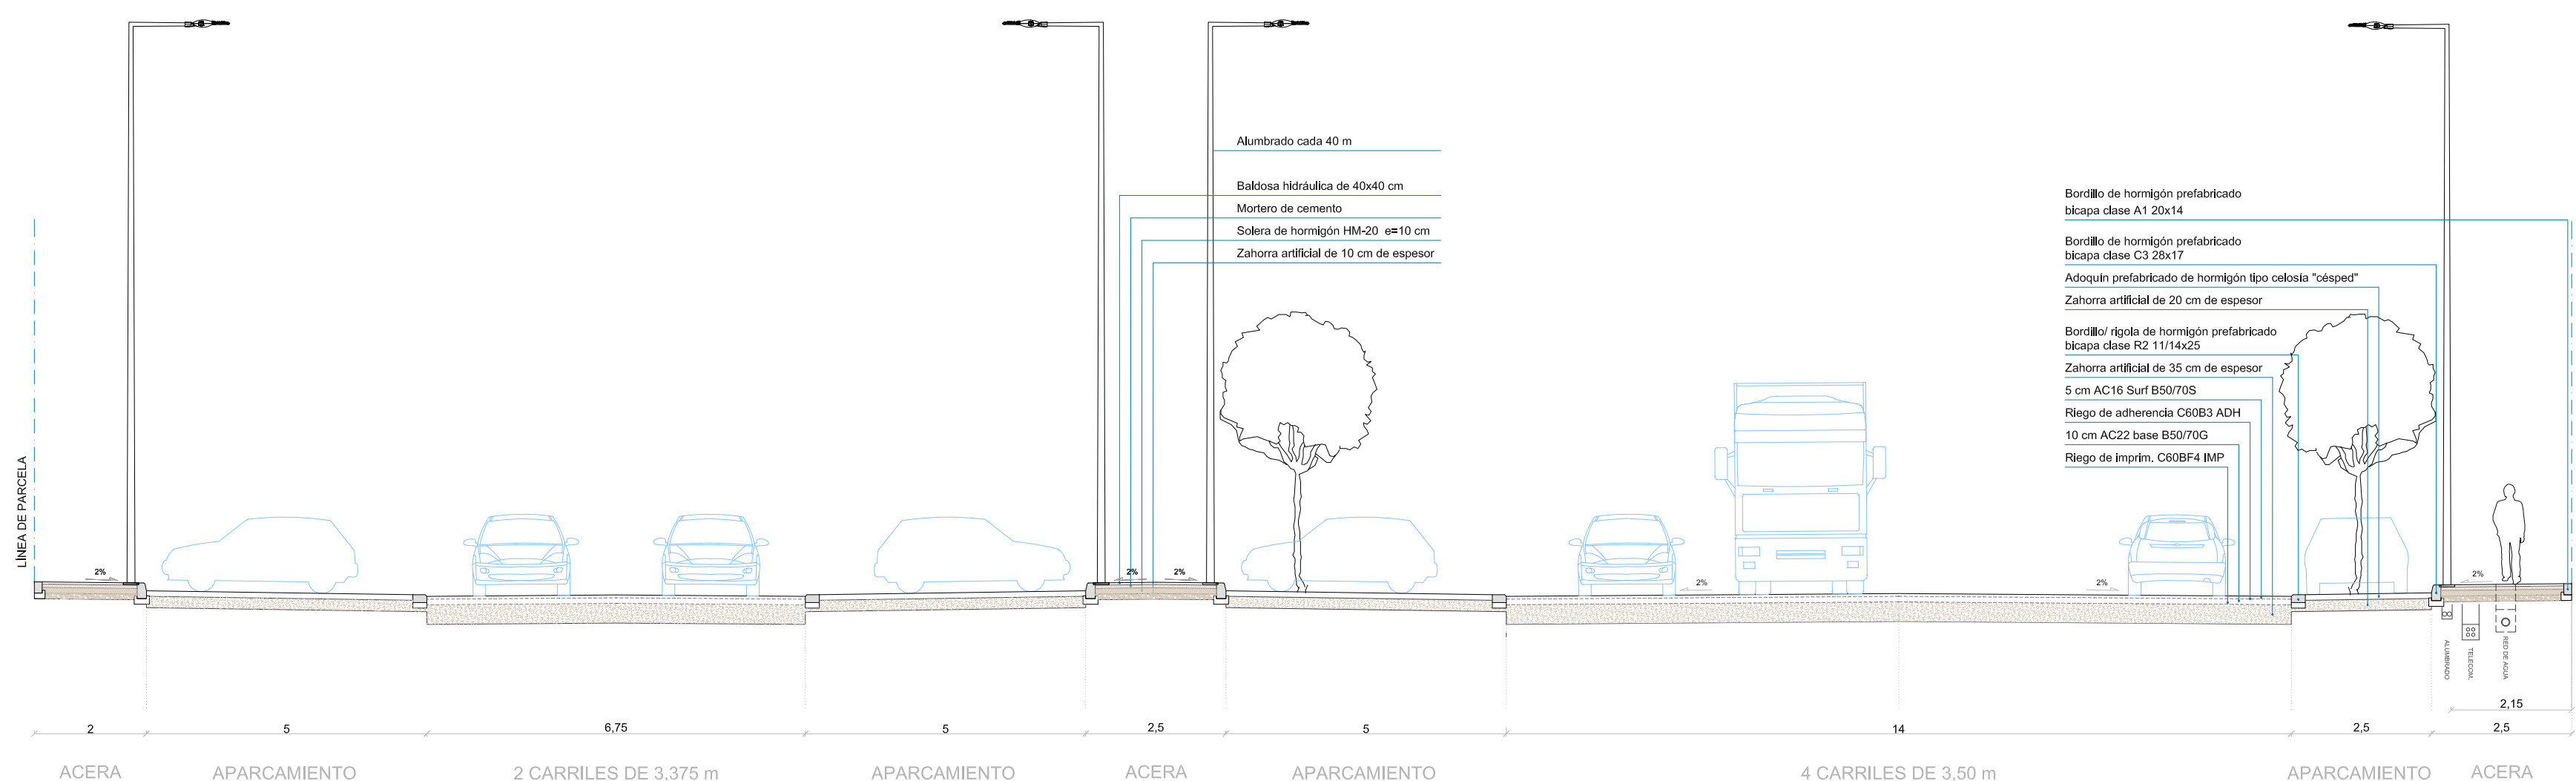 Alumbrado cada 40 m
Baldosa hidráulica de 40x40 cm
Mortero de cemento
Solera de hormigón HM-20 e=10 cm
Zahorra artificial de 10 cm de espesor
Bordillo de hormigón prefabricado
bicapa clase A1 20x14
Bordillo de hormigón prefabricado
bicapa clase C3 28x17
Adoquín prefabricado de hormigón tipo celosía "césped"
Zahorra artificial de 20 cm de espesor
Bordillo/ rigola de hormigón prefabricado
bicapa clase R2 11/14x25
Zahorra artificial de 35 cm de espesor
5 cm AC16 Surf B50/70S
Riego de adherencia C60B3 ADH
10 cm AC22 base B50/70G
Riego de imprim. C60BF4 IMP
LÍNEA DE PARCELA
2%
2%
2%
2%
2%
2%
ALUMBRADO
TELECOM.
RED DE AGUA
2,15
2
5
6,75
5
2,5
5
14
2,5
2,5
ACERA
APARCAMIENTO
2 CARRILES DE 3,375 m
APARCAMIENTO
ACERA
APARCAMIENTO
4 CARRILES DE 3,50 m
APARCAMIENTO
ACERA